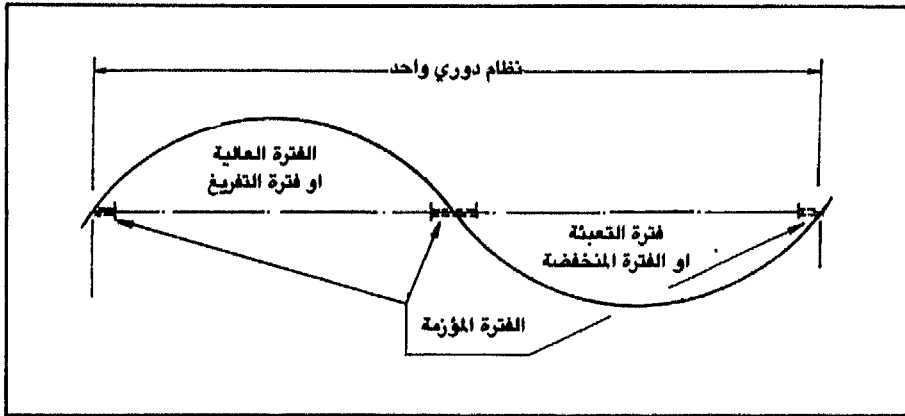 نظام دوري واحد
الفترة العالية
او فترة التفريغ
فترة التعبئة
او الفترة المنخفضة
الفترة المؤزمة